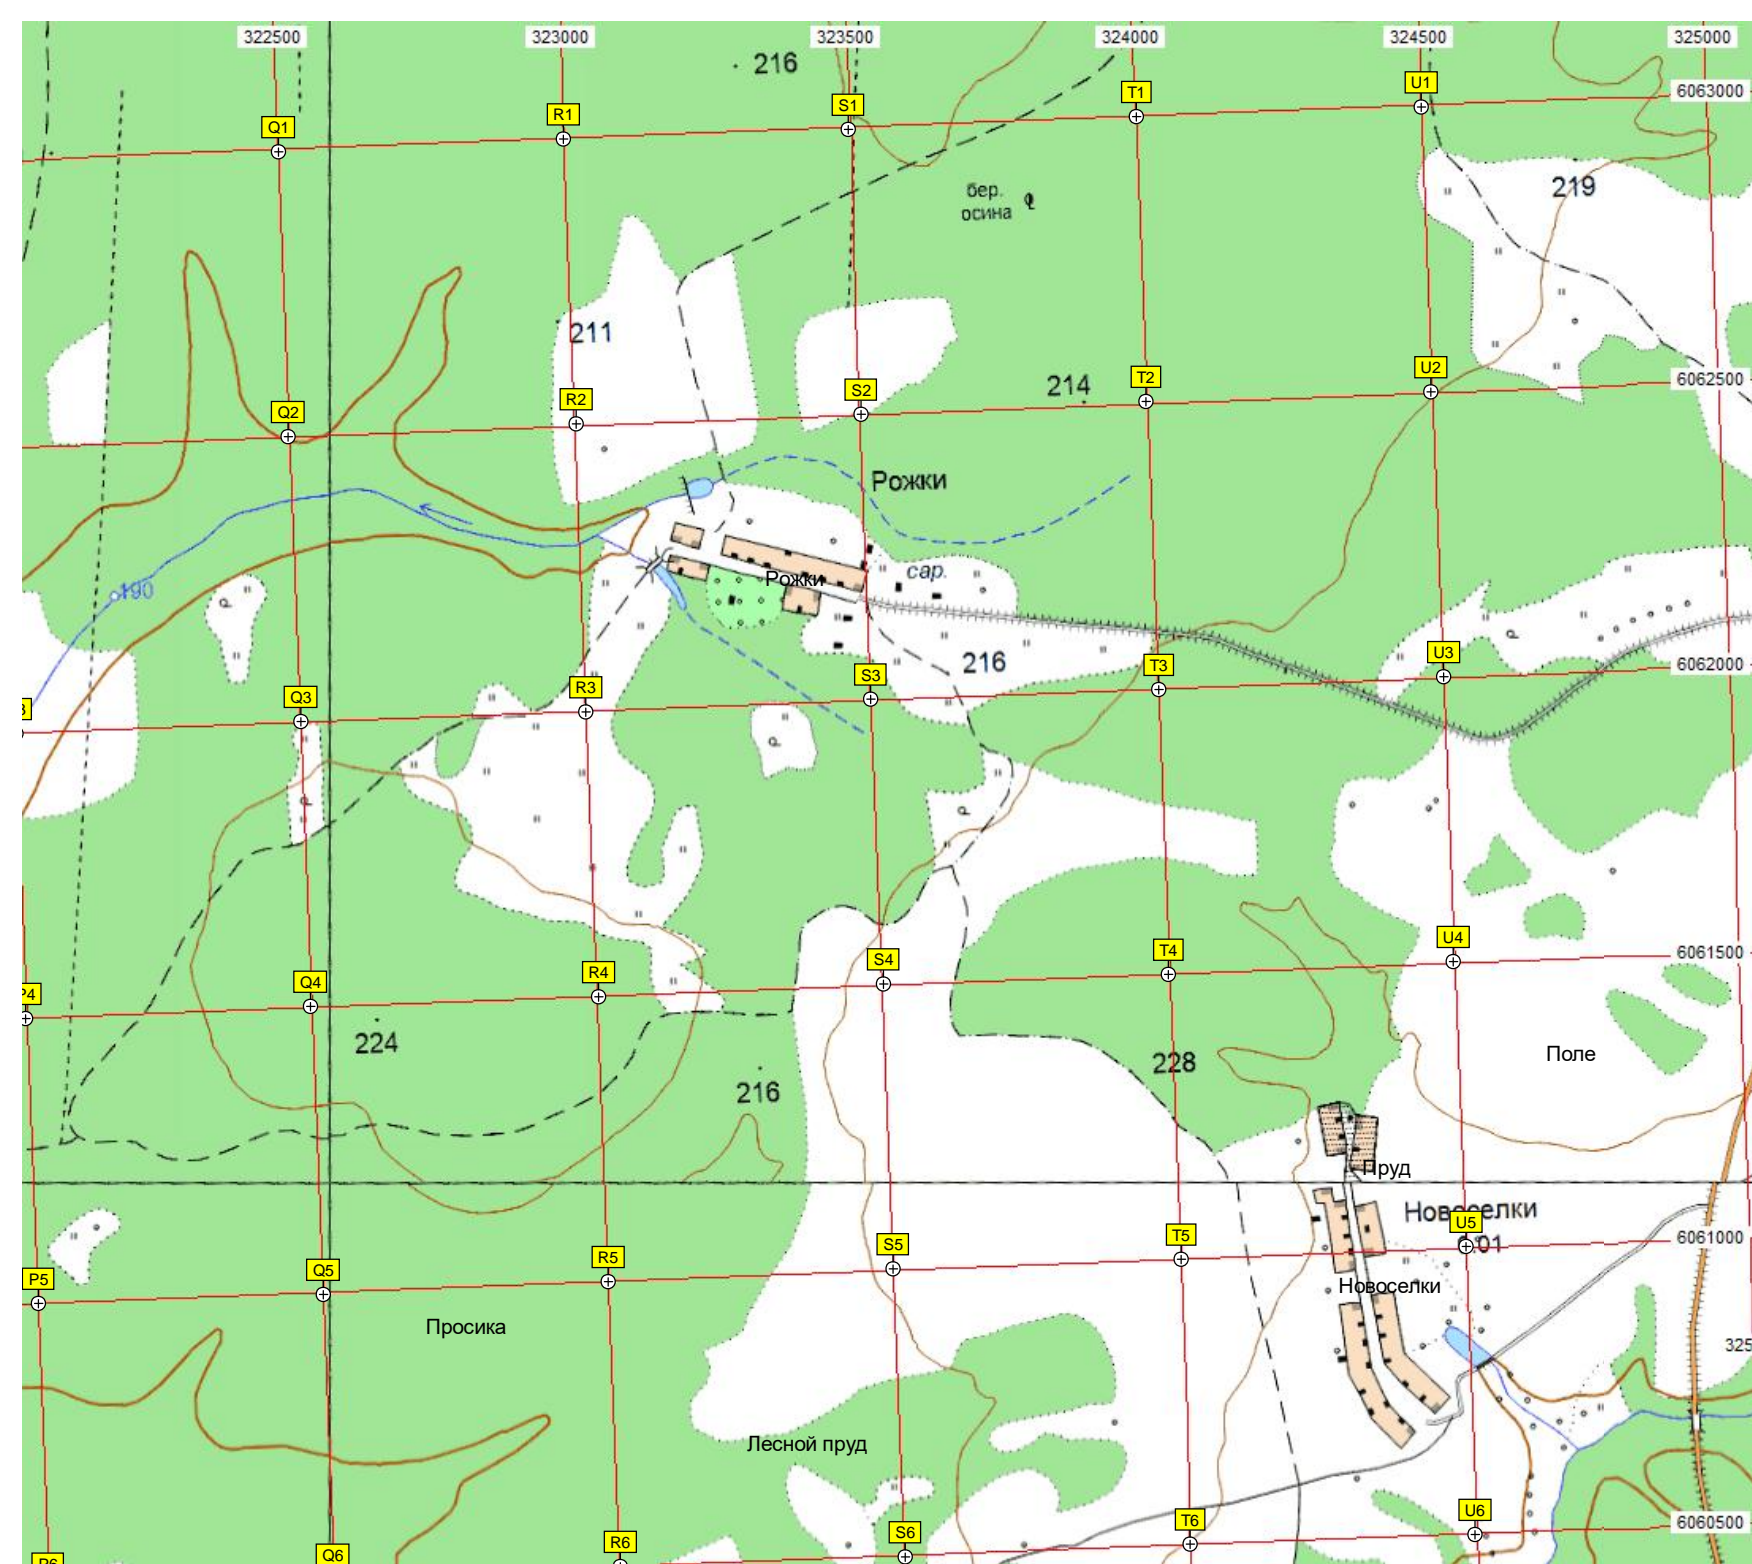 322500 323000 323500 324000 324500 325000
216
6063000
Q1 R1 S1 T1 U1
бер.
осина
219
211
214
6062500
Q2 R2 S2 T2 U2
Рожки
190
Рожки
сар.
216
6062000
Q3 R3 S3 T3 U3
6061500
P4 Q4 R4 S4 T4 U4
224
228
Поле
216
Пруд
Новоселки
6061000
P5 Q5 R5 S5 T5 U5
Новоселки
Просика
325
Лесной пруд
6060500
P6 Q6 R6 S6 T6 U6